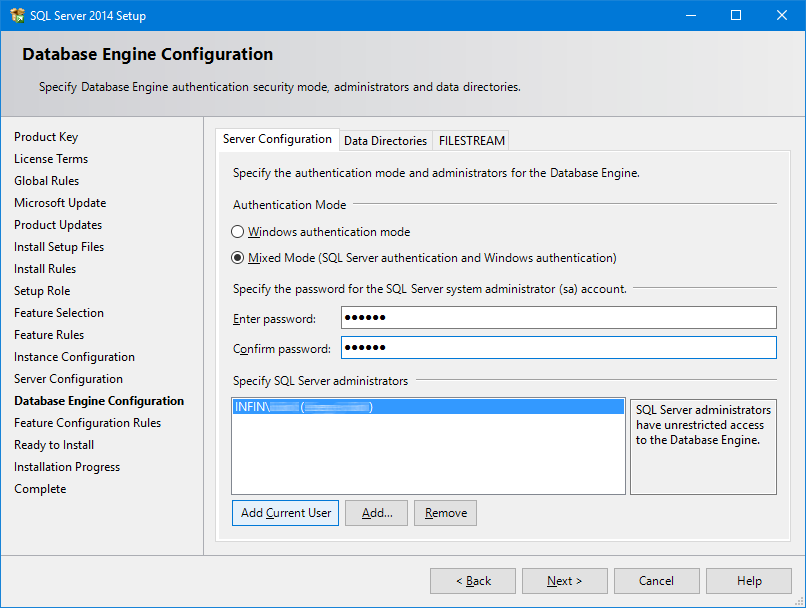 SQL Server 2014 Setup
Database Engine Configuration
Specify Database Engine authentication security mode, administrators and data directories.
Product Key
License Terms
Global Rules
Microsoft Update
Product Updates
Install Setup Files
Install Rules
Setup Role
Feature Selection
Feature Rules
Instance Configuration
Server Configuration
Database Engine Configuration
Feature Configuration Rules
Ready to Install
Installation Progress
Complete
Server Configuration
Data Directories
FILESTREAM
Specify the authentication mode and administrators for the Database Engine.
Authentication Mode
Windows authentication mode
Mixed Mode (SQL Server authentication and Windows authentication)
Specify the password for the SQL Server system administrator (sa) account.
Enter password: ●●●●●●
Confirm password: ●●●●●●
Specify SQL Server administrators
INFIN\ ( )
SQL Server administrators
have unrestricted access
to the Database Engine.
Add Current User
Add...
Remove
< Back
Next >
Cancel
Help